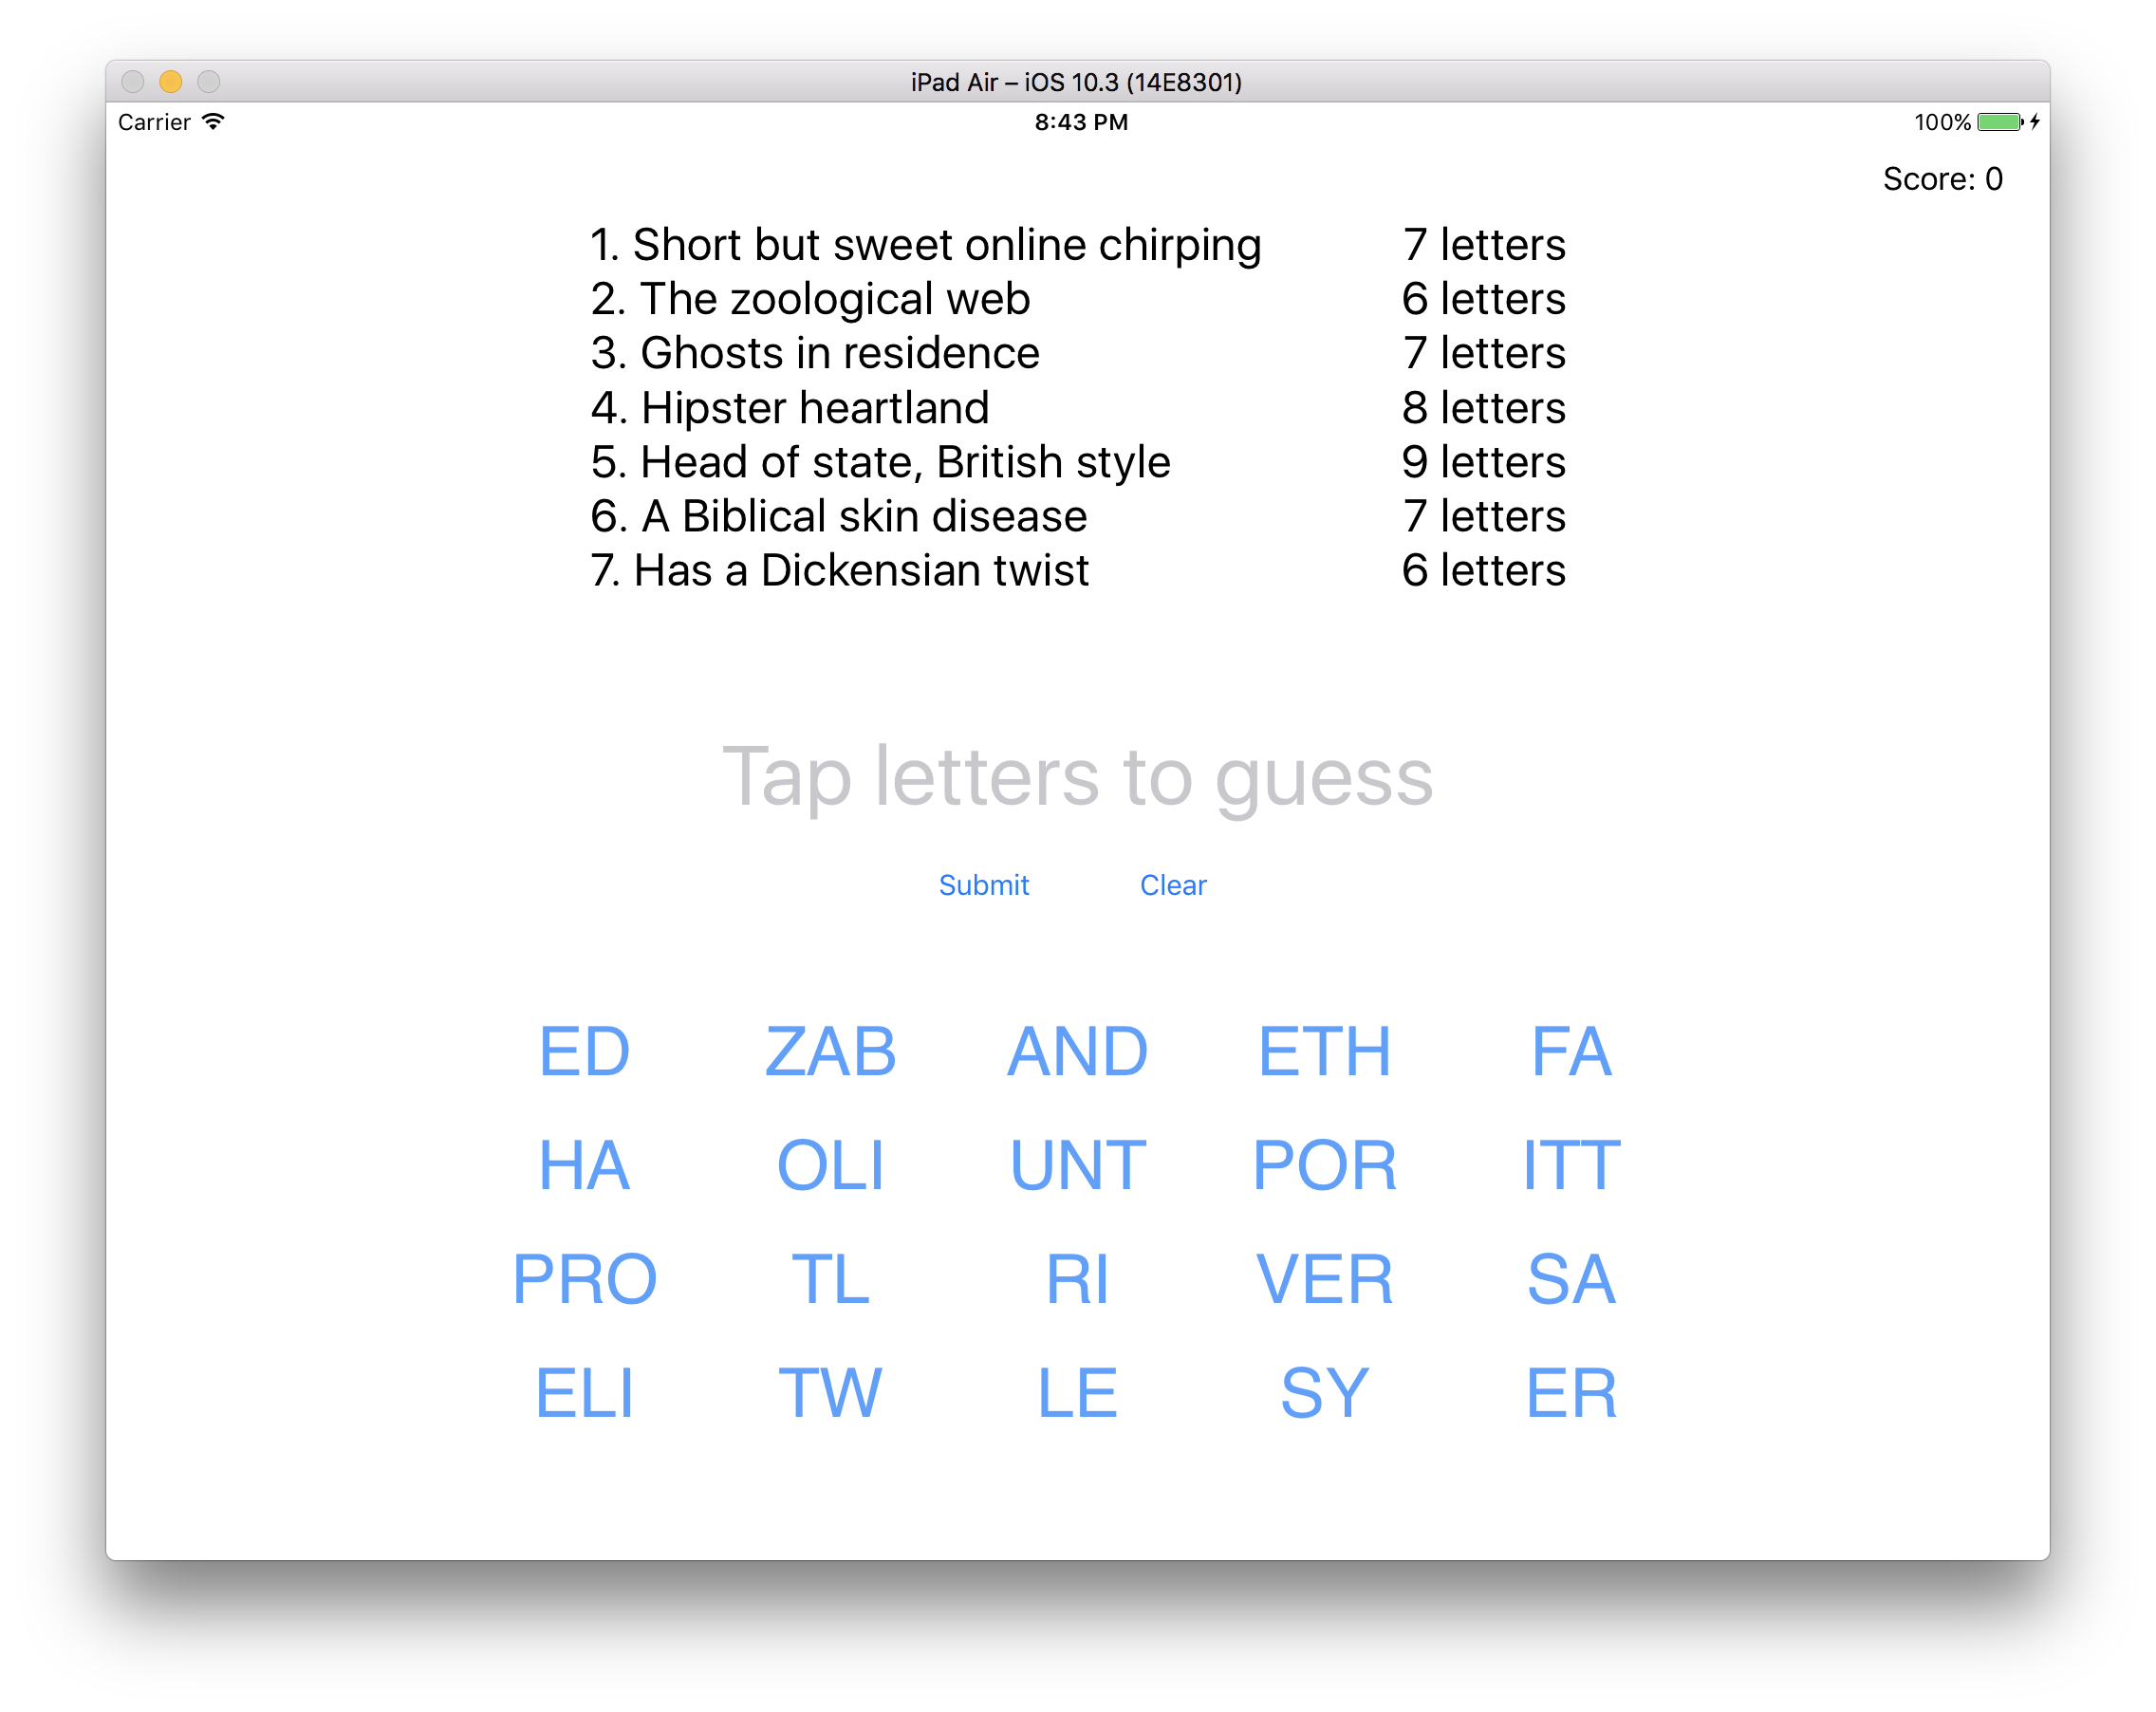 iPad Air – iOS 10.3 (14E8301)
Carrier 8:43 PM 100%
Score: 0
1. Short but sweet online chirping 7 letters
2. The zoological web 6 letters
3. Ghosts in residence 7 letters
4. Hipster heartland 8 letters
5. Head of state, British style 9 letters
6. A Biblical skin disease 7 letters
7. Has a Dickensian twist 6 letters
Tap letters to guess
Submit Clear
ED ZAB AND ETH FA
HA OLI UNT POR ITT
PRO TL RI VER SA
ELI TW LE SY ER